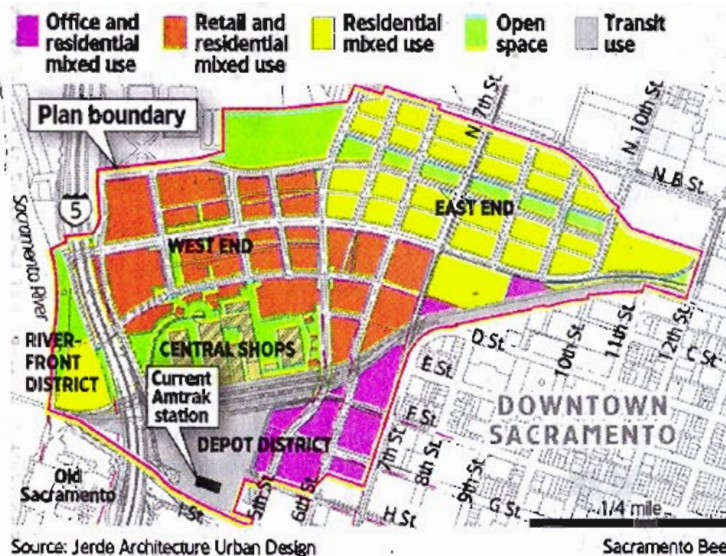 Office and
residential
mixed use
Retail and
residential
mixed use
Residential
mixed use
Open
space
Transit
use
Plan boundary
5
Sacramento River
N. 7th St.
N. 10th St.
N. B St.
EAST END
WEST END
RIVER-
FRONT
DISTRICT
CENTRAL SHOPS
Current
Amtrak
station
DEPOT DISTRICT
Old
Sacramento
I St.
5th St.
6th St.
7th St.
8th St.
9th St.
10th St.
11th St.
12th St.
C St.
D St.
E St.
F St.
G St.
H St.
DOWNTOWN
SACRAMENTO
1/4 mile
Source: Jerde Architecture Urban Design
Sacramento Bee